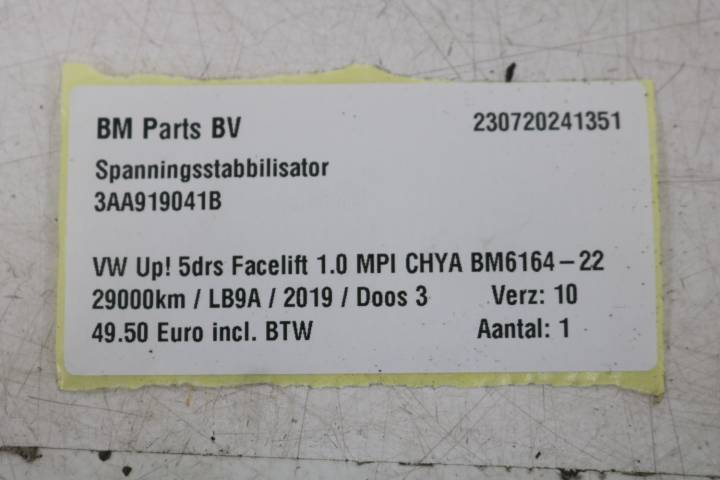 BM Parts BV 230720241351
Spanningsstabbilisator
3AA919041B
VW Up! 5drs Facelift 1.0 MPI CHYA BM6164-22
29000km / LB9A / 2019 / Doos 3 Verz: 10
49.50 Euro incl. BTW Aantal: 1